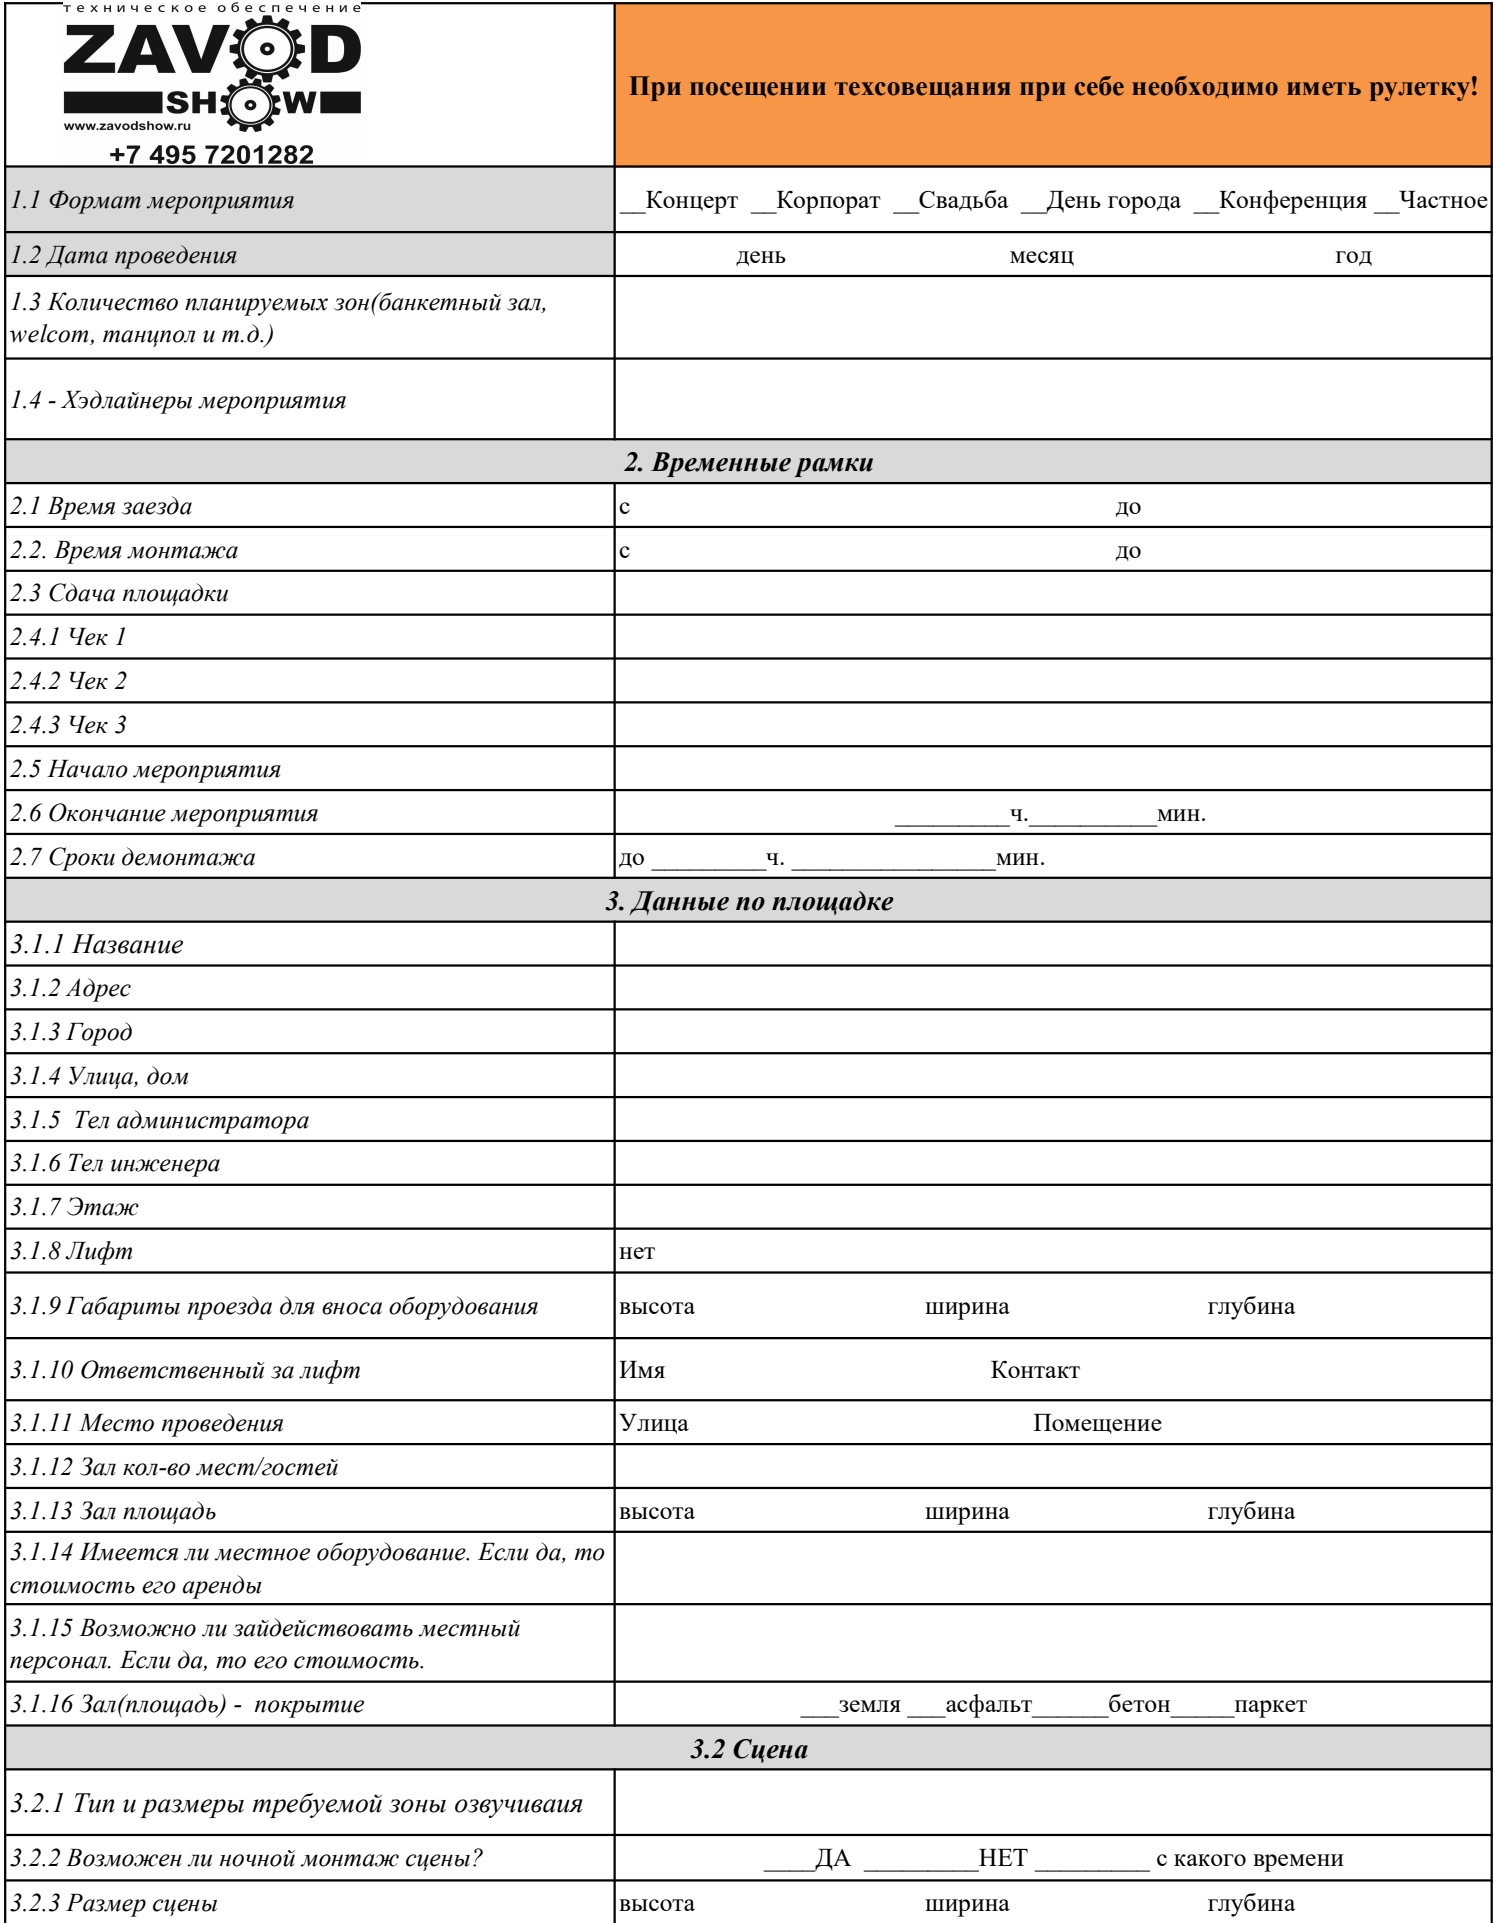 техническое обеспечение
ZAVOD
SHOW
www.zavodshow.ru
+7 495 7201282
При посещении техсовещания при себе необходимо иметь рулетку!
1.1 Формат мероприятия
__Концерт __Корпорат __Свадьба __День города __Конференция __Частное
1.2 Дата проведения
день месяц год
1.3 Количество планируемых зон(банкетный зал,
welcom, танцпол и т.д.)
1.4 - Хэдлайнеры мероприятия
2. Временные рамки
2.1 Время заезда
с до
2.2. Время монтажа
с до
2.3 Сдача площадки
2.4.1 Чек 1
2.4.2 Чек 2
2.4.3 Чек 3
2.5 Начало мероприятия
2.6 Окончание мероприятия
_________ч.__________мин.
2.7 Сроки демонтажа
до _________ч. ________________мин.
3. Данные по площадке
3.1.1 Название
3.1.2 Адрес
3.1.3 Город
3.1.4 Улица, дом
3.1.5 Тел администратора
3.1.6 Тел инженера
3.1.7 Этаж
3.1.8 Лифт
нет
3.1.9 Габариты проезда для вноса оборудования
высота ширина глубина
3.1.10 Ответственный за лифт
Имя Контакт
3.1.11 Место проведения
Улица Помещение
3.1.12 Зал кол-во мест/гостей
3.1.13 Зал площадь
высота ширина глубина
3.1.14 Имеется ли местное оборудование. Если да, то
стоимость его аренды
3.1.15 Возможно ли зайдействовать местный
персонал. Если да, то его стоимость.
3.1.16 Зал(площадь) - покрытие
___земля ___асфальт______бетон_____паркет
3.2 Сцена
3.2.1 Тип и размеры требуемой зоны озвучиваия
3.2.2 Возможен ли ночной монтаж сцены?
____ДА _________НЕТ _________ с какого времени
3.2.3 Размер сцены
высота ширина глубина